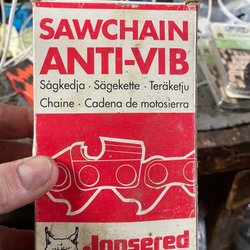 SAWCHAIN
ANTI-VIB
Sågkedja · Sägekette · Teräketju
Chaine · Cadena de motosierra
Jonsered